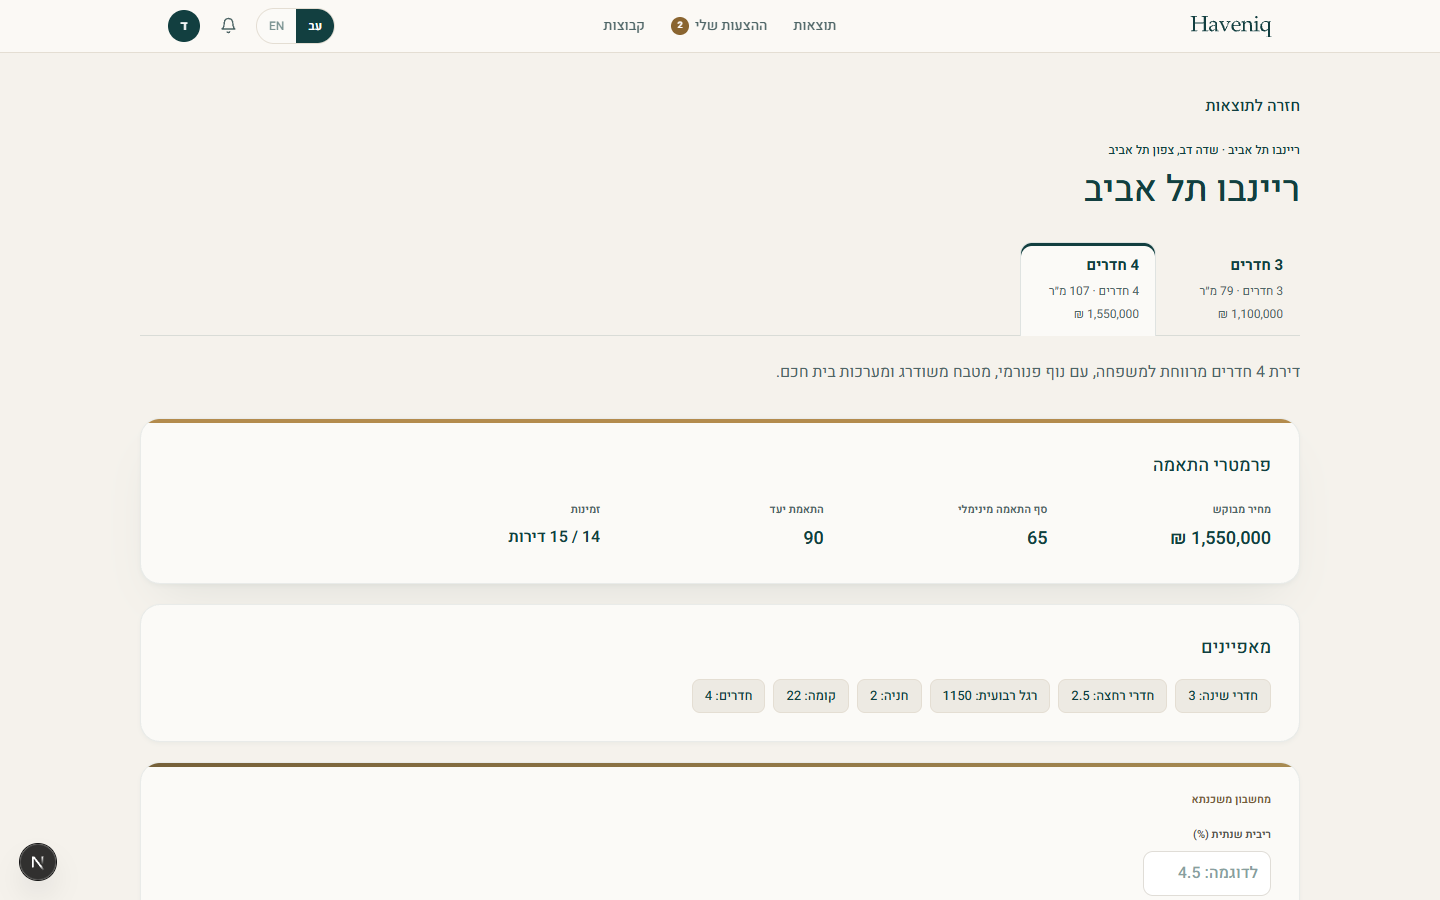 Haveniq
תוצאות
ההצעות שלי 2
קבוצות
עב EN
ד
חזרה לתוצאות
ריינבו תל אביב · שדה דב, צפון תל אביב
ריינבו תל אביב
3 חדרים
3 חדרים · 79 מ"ר
1,100,000 ₪
4 חדרים
4 חדרים · 107 מ"ר
1,550,000 ₪
דירת 4 חדרים מרווחת למשפחה, עם נוף פנורמי, מטבח משודרג ומערכות בית חכם.
פרמטרי התאמה
מחיר מבוקש
1,550,000 ₪
סף התאמה מינימלי
65
התאמת יעד
90
זמינות
14 / 15 דירות
מאפיינים
חדרי שינה: 3
חדרי רחצה: 2.5
רגל רבועית: 1150
חניה: 2
קומה: 22
חדרים: 4
מחשבון משכנתא
ריבית שנתית (%)
לדוגמה: 4.5
N